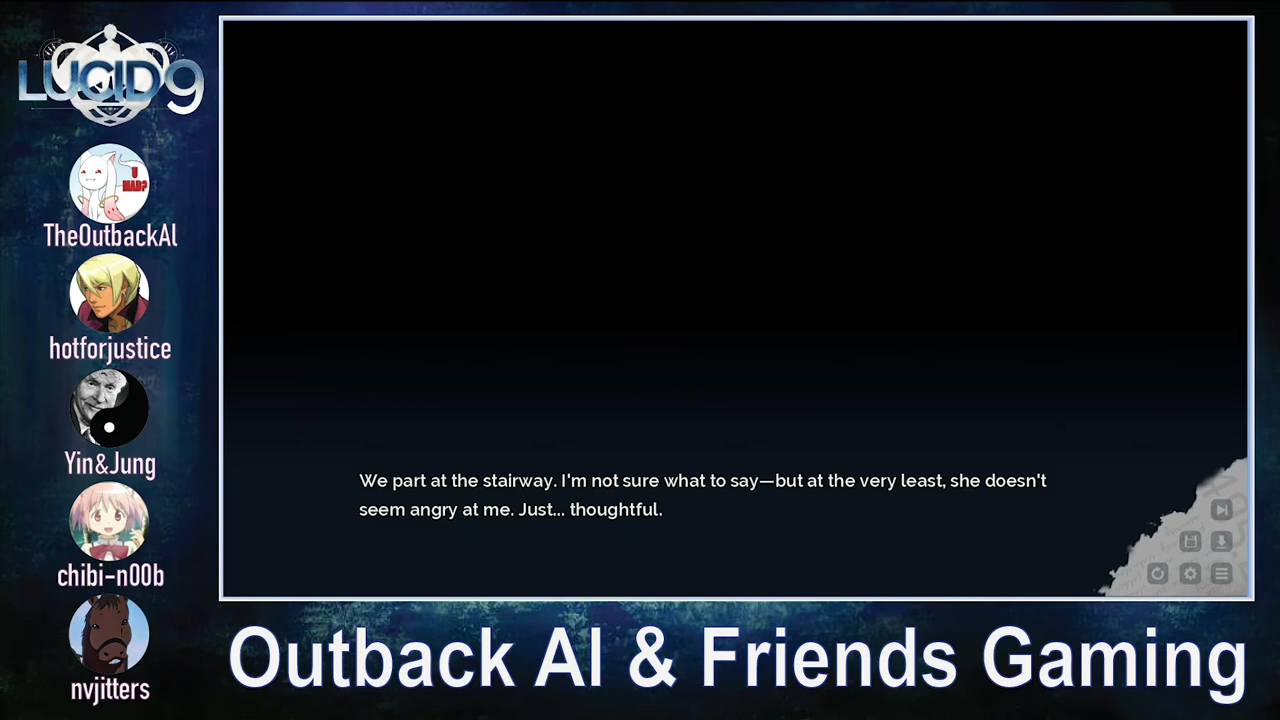 LUCID9
U
MAD?
TheOutbackAl
hotforjustice
Yin&Jung
chibi-n00b
nvjitters
We part at the stairway. I'm not sure what to say—but at the very least, she doesn't
seem angry at me. Just... thoughtful.
Outback Al & Friends Gaming